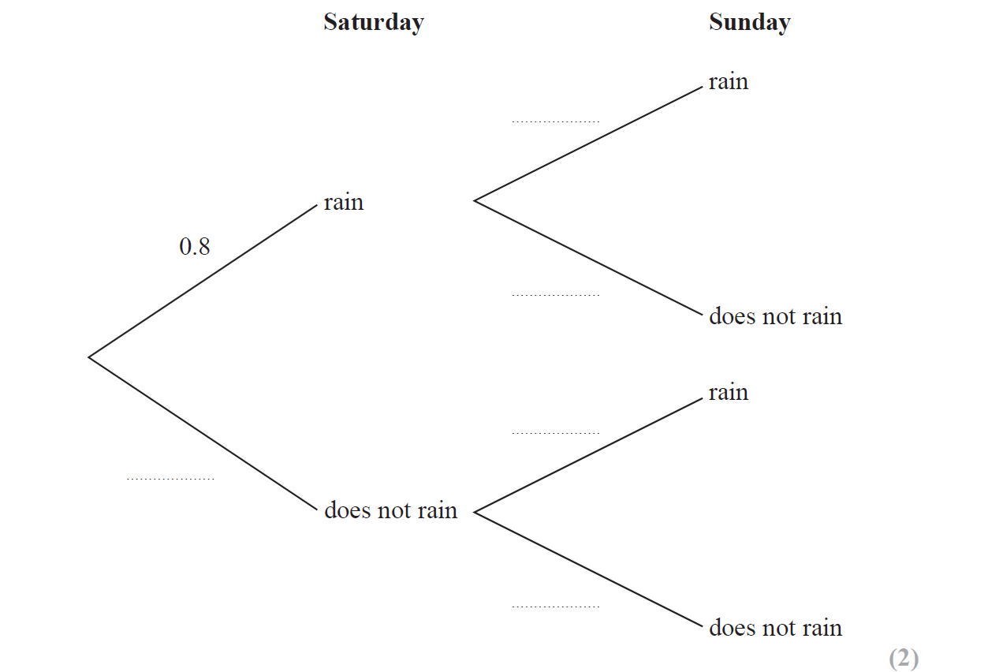 Saturday Sunday
rain
....................
rain
0.8
....................
does not rain
rain
....................
....................
does not rain
....................
does not rain
(2)